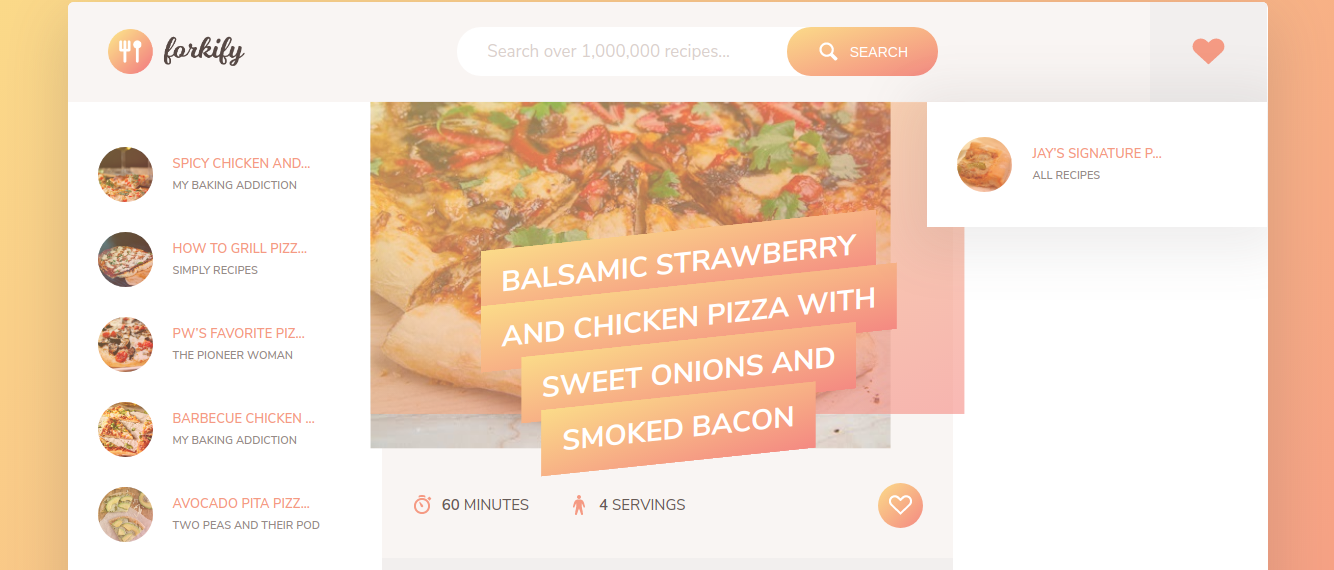 forkify
Search over 1,000,000 recipes...
SEARCH
SPICY CHICKEN AND...
MY BAKING ADDICTION
HOW TO GRILL PIZZ...
SIMPLY RECIPES
PW'S FAVORITE PIZ...
THE PIONEER WOMAN
BARBECUE CHICKEN ...
MY BAKING ADDICTION
AVOCADO PITA PIZZ...
TWO PEAS AND THEIR POD
BALSAMIC STRAWBERRY
AND CHICKEN PIZZA WITH
SWEET ONIONS AND
SMOKED BACON
60 MINUTES
4 SERVINGS
JAY'S SIGNATURE P...
ALL RECIPES